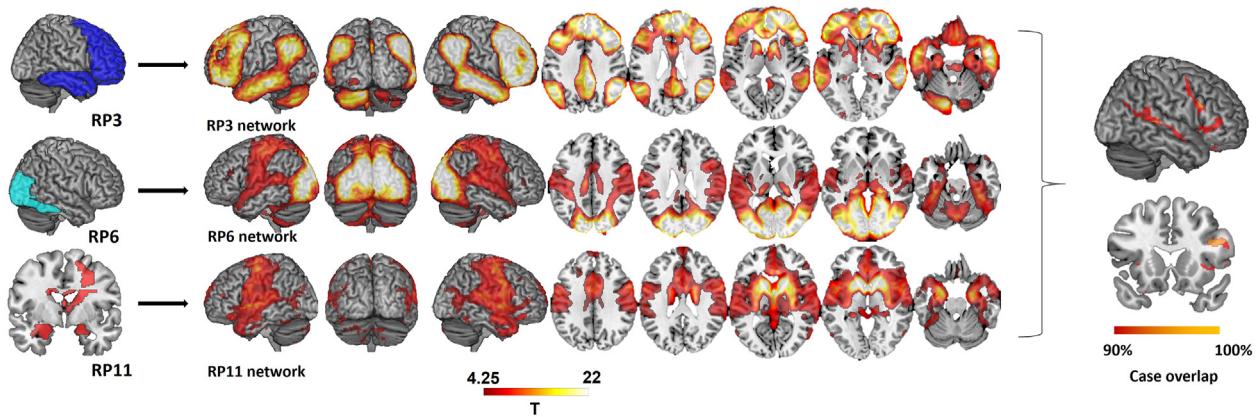 RP3
RP3 network
RP6
RP6 network
RP11
RP11 network
4.25 22
T
90% 100%
Case overlap